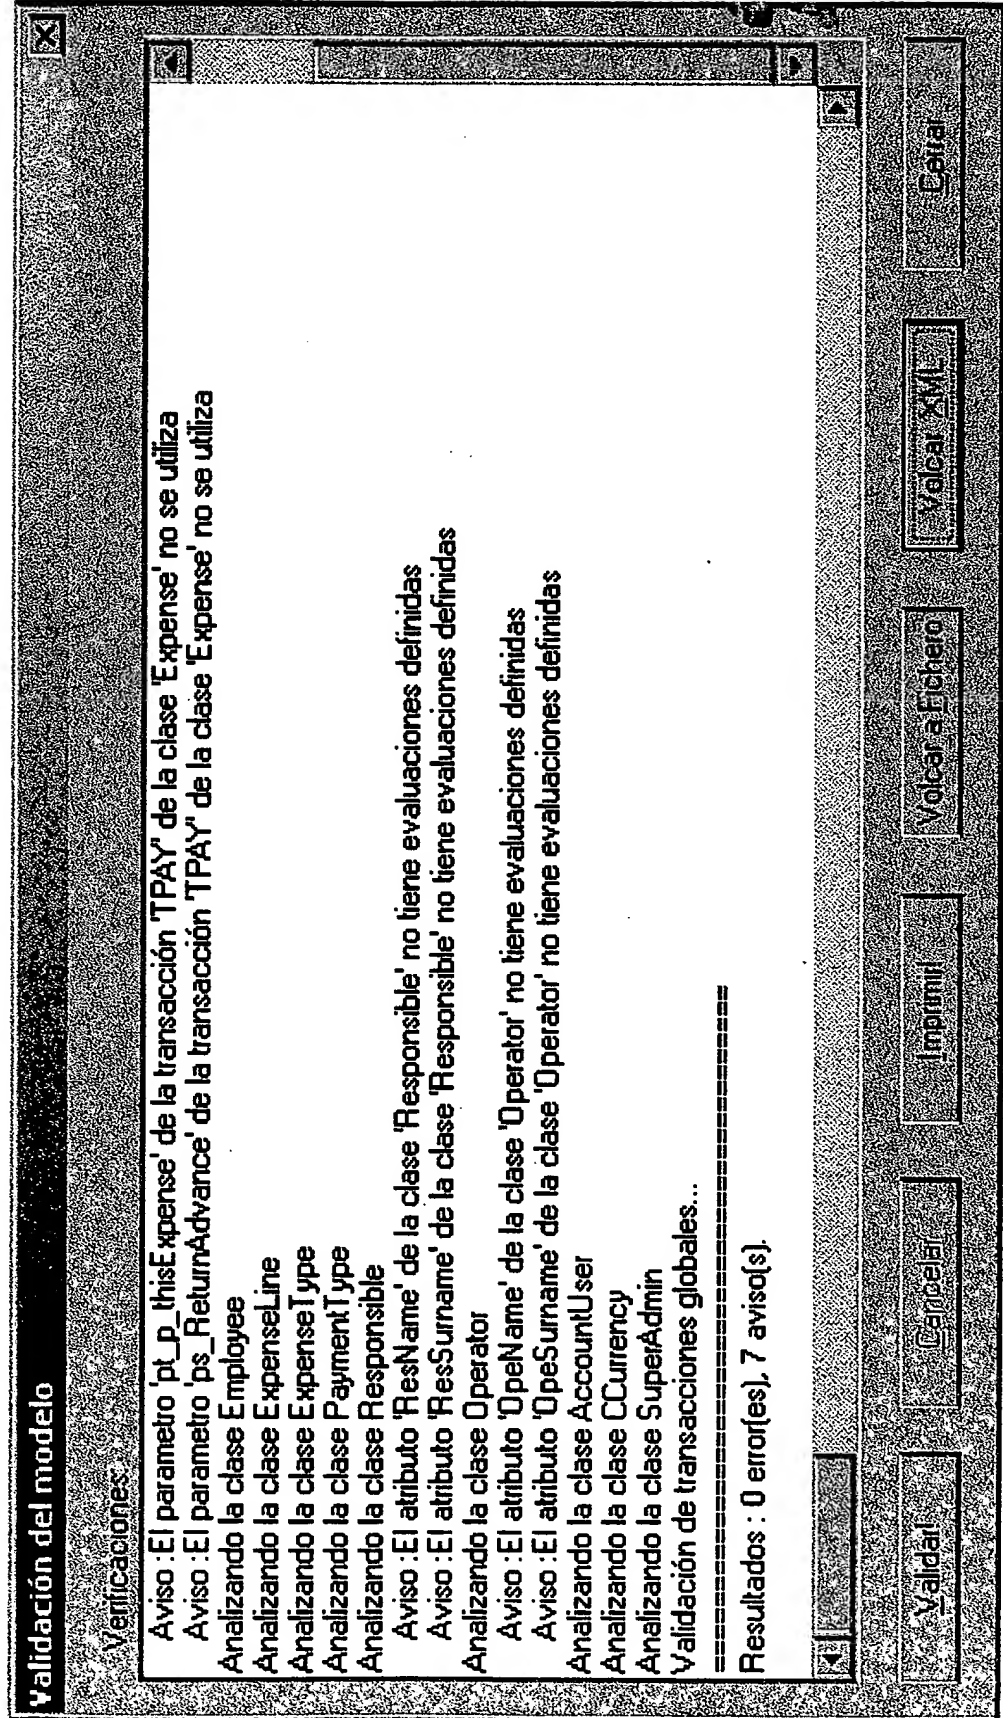 Validación del modelo
Verificaciones:
Aviso :El parametro 'pt_p_thisExpense' de la transacción 'TPAY' de la clase 'Expense' no se utiliza
Aviso :El parametro 'ps_ReturnAdvance' de la transacción 'TPAY' de la clase 'Expense' no se utiliza
Analizando la clase Employee
Analizando la clase ExpenseLine
Analizando la clase ExpenseType
Analizando la clase PaymentType
Analizando la clase Responsible
Aviso :El atributo 'ResName' de la clase 'Responsible' no tiene evaluaciones definidas
Aviso :El atributo 'ResSurname' de la clase 'Responsible' no tiene evaluaciones definidas
Analizando la clase Operator
Aviso :El atributo 'OpeName' de la clase 'Operator' no tiene evaluaciones definidas
Aviso :El atributo 'OpeSurname' de la clase 'Operator' no tiene evaluaciones definidas
Analizando la clase AccountUser
Analizando la clase CCurrency
Analizando la clase SuperAdmin
Validación de transacciones globales...
========================================
Resultados : 0 error(es), 7 aviso(s).
Validar! Cancelar Imprimir! Volcar a Fichero Volcar XML Cerrar